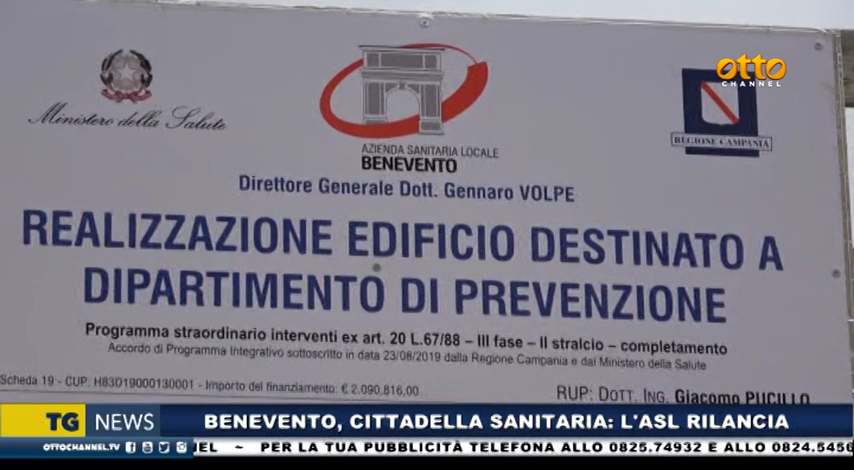 otto
CHANNEL
Ministero della Salute
AZIENDA SANITARIA LOCALE
BENEVENTO
REGIONE CAMPANIA
Direttore Generale Dott. Gennaro VOLPE
REALIZZAZIONE EDIFICIO DESTINATO A
DIPARTIMENTO DI PREVENZIONE
Programma straordinario interventi ex art. 20 L.67/88 – III fase – II stralcio – completamento
Accordo di Programma Integrativo sottoscritto in data 23/08/2019 dalla Regione Campania e dal Ministero della Salute
Scheda 19 - CUP: H83D19000130001 - Importo del finanziamento: € 2.090.816,00
RUP: DOTT. ING. Giacomo PUCILLO
TG NEWS
BENEVENTO, CITTADELLA SANITARIA: L'ASL RILANCIA
OTTOCHANNEL.TV
NEL ~ PER LA TUA PUBBLICITÀ TELEFONA ALLO 0825.74932 E ALLO 0824.5456